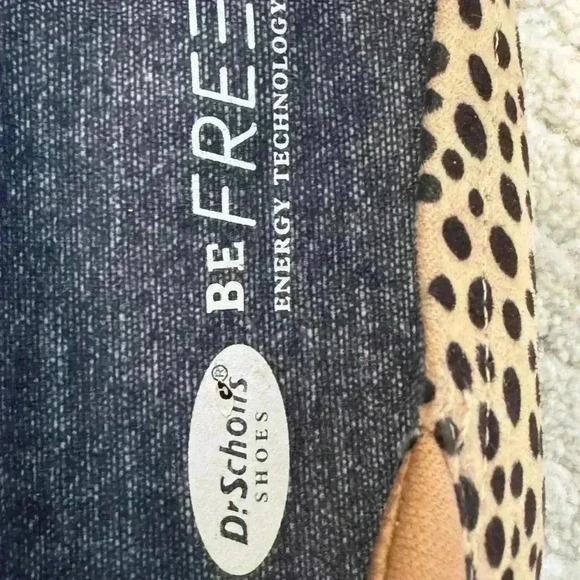 Dr. Scholl's®
SHOES
BE FREE
ENERGY TECHNOLOGY